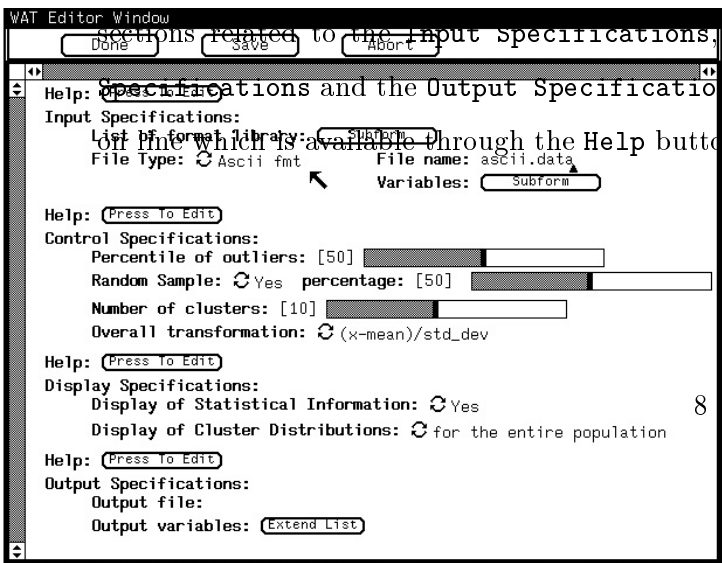 WAT Editor Window
sections related to the Input Specifications,
Done Save Abort
Specifications and the Output Specificatio
Help: Press To Edit
Input Specifications:
on line which is available through the Help butto
List of format library: Subform
File Type: Ascii fmt File name: ascii.data
Variables: Subform
Help: Press To Edit
Control Specifications:
Percentile of outliers: [50]
Random Sample: Yes percentage: [50]
Number of clusters: [10]
Overall transformation: (x-mean)/std_dev
Help: Press To Edit
Display Specifications:
Display of Statistical Information: Yes
8
Display of Cluster Distributions: for the entire population
Help: Press To Edit
Output Specifications:
Output file:
Output variables: Extend List